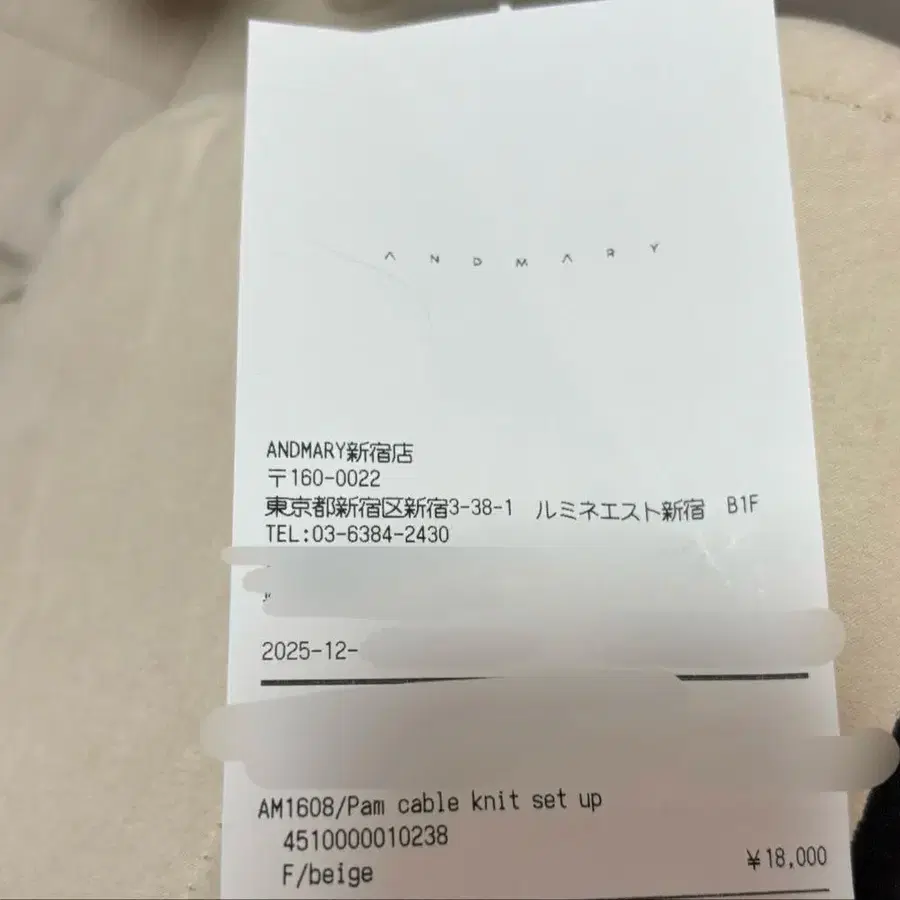 ANDMARY
ANDMARY新宿店
〒160-0022
東京都新宿区新宿3-38-1 ルミネエスト新宿 B1F
TEL:03-6384-2430
2025-12-
AM1608/Pam cable knit set up
4510000010238
F/beige ¥18,000